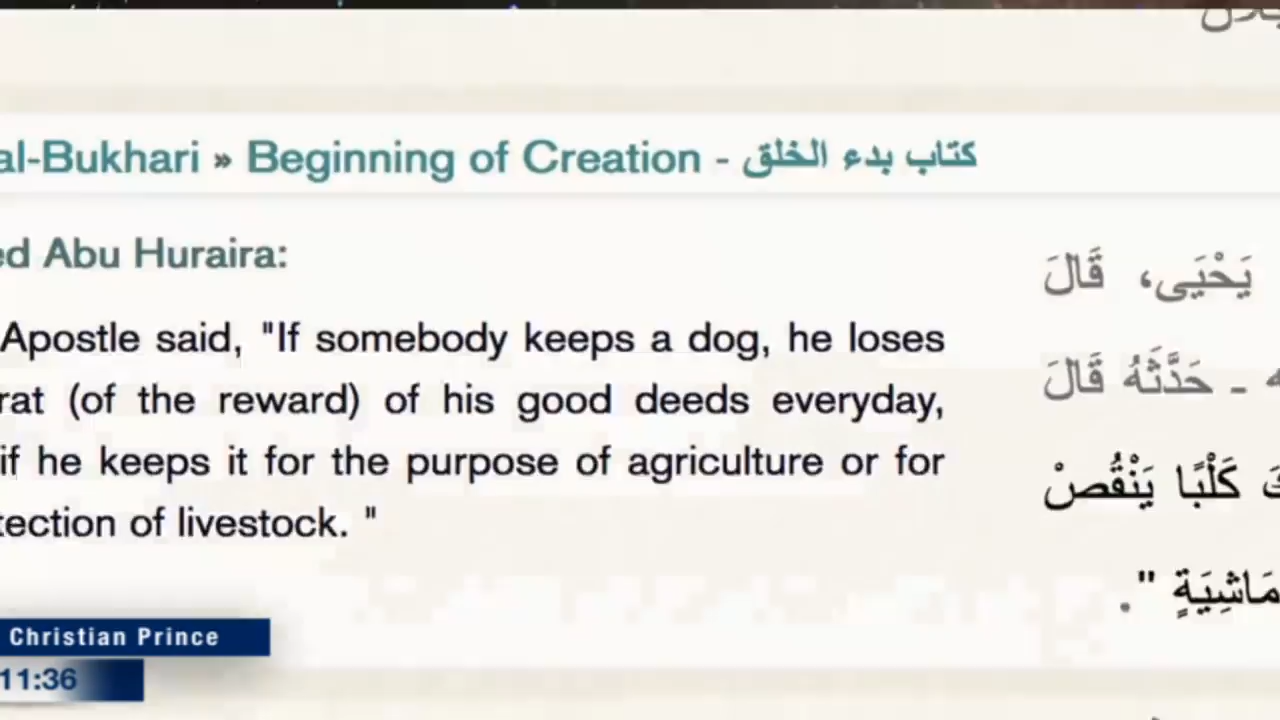 al-Bukhari » Beginning of Creation - كتاب بدء الخلق
ed Abu Huraira:
يَحْيَى، قَالَ
Apostle said, "If somebody keeps a dog, he loses
ـ حَدَّثَهُ قَالَ
rat (of the reward) of his good deeds everyday,
if he keeps it for the purpose of agriculture or for
كَلْبًا يَنْقُصْ
tection of livestock. "
مَاشِيَةٍ ".
Christian Prince
11:36